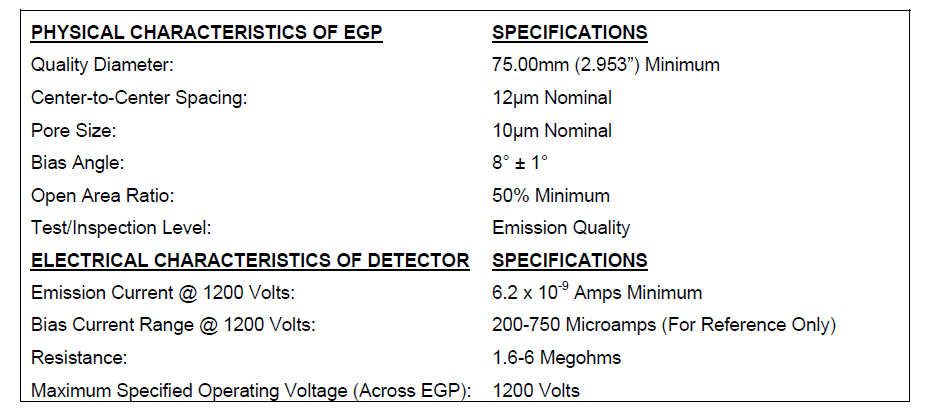 PHYSICAL CHARACTERISTICS OF EGP SPECIFICATIONS
Quality Diameter: 75.00mm (2.953”) Minimum
Center-to-Center Spacing: 12µm Nominal
Pore Size: 10µm Nominal
Bias Angle: 8° ± 1°
Open Area Ratio: 50% Minimum
Test/Inspection Level: Emission Quality
ELECTRICAL CHARACTERISTICS OF DETECTOR SPECIFICATIONS
Emission Current @ 1200 Volts: 6.2 x 10⁻⁹ Amps Minimum
Bias Current Range @ 1200 Volts: 200-750 Microamps (For Reference Only)
Resistance: 1.6-6 Megohms
Maximum Specified Operating Voltage (Across EGP): 1200 Volts